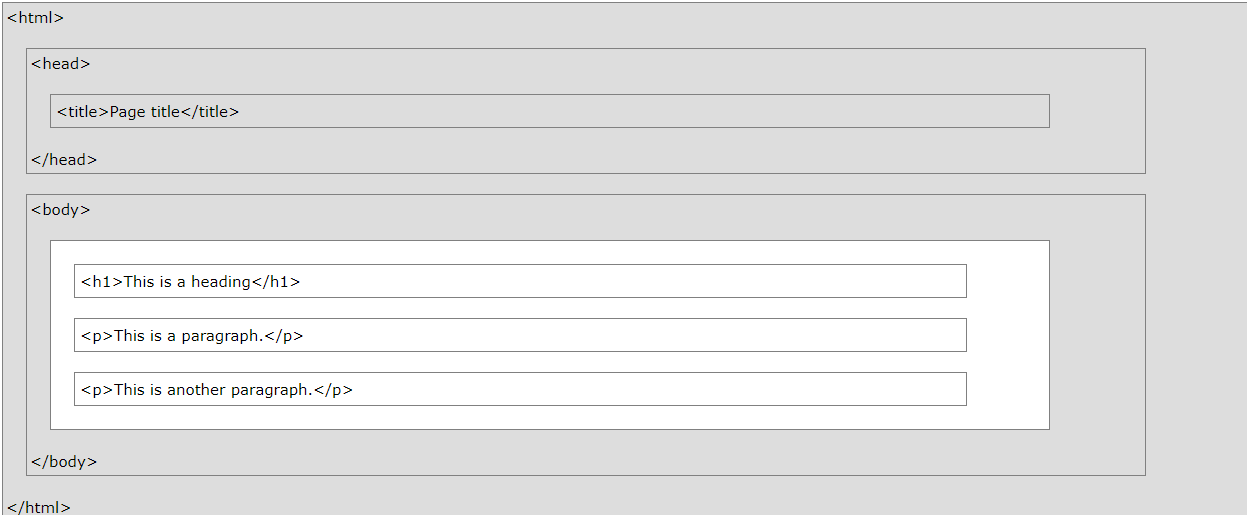 <html>
<head>
<title>Page title</title>
</head>
<body>
<h1>This is a heading</h1>
<p>This is a paragraph.</p>
<p>This is another paragraph.</p>
</body>
</html>